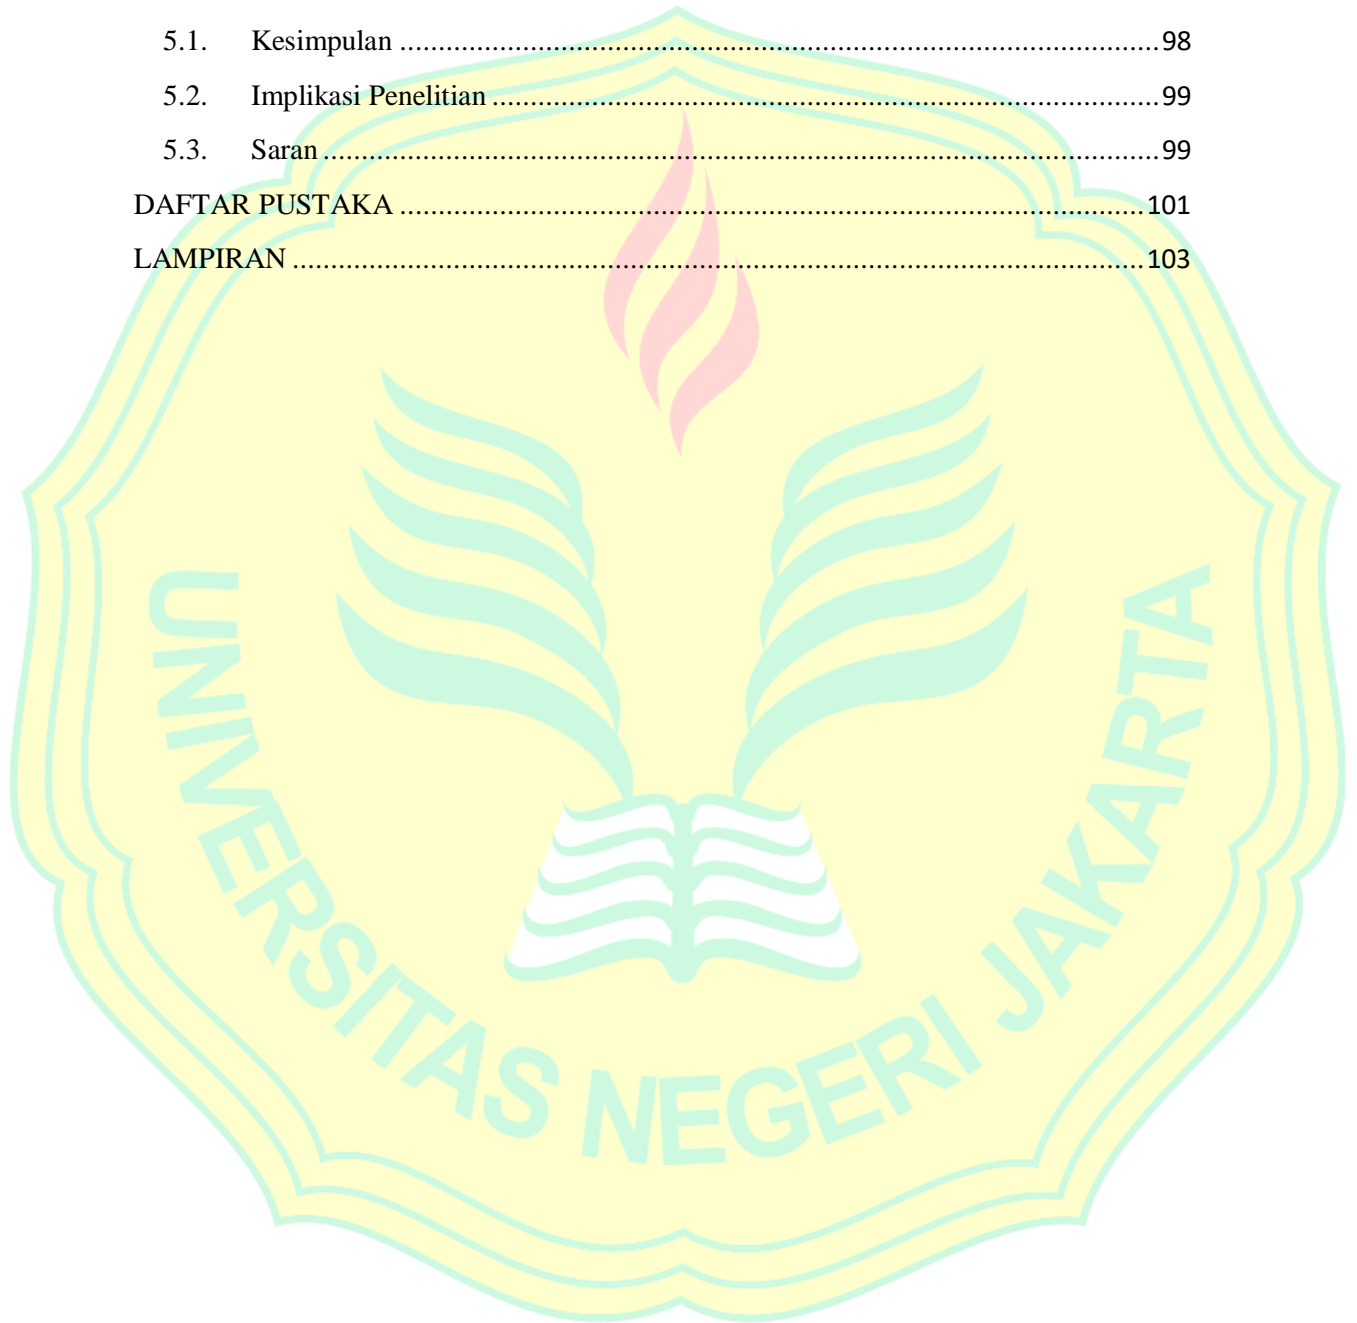 5.1. Kesimpulan ........................................................................ 98
5.2. Implikasi Penelitian ........................................................................ 99
5.3. Saran ........................................................................ 99
DAFTAR PUSTAKA ........................................................................ 101
LAMPIRAN ........................................................................ 103
UNIVERSITAS NEGERI JAKARTA